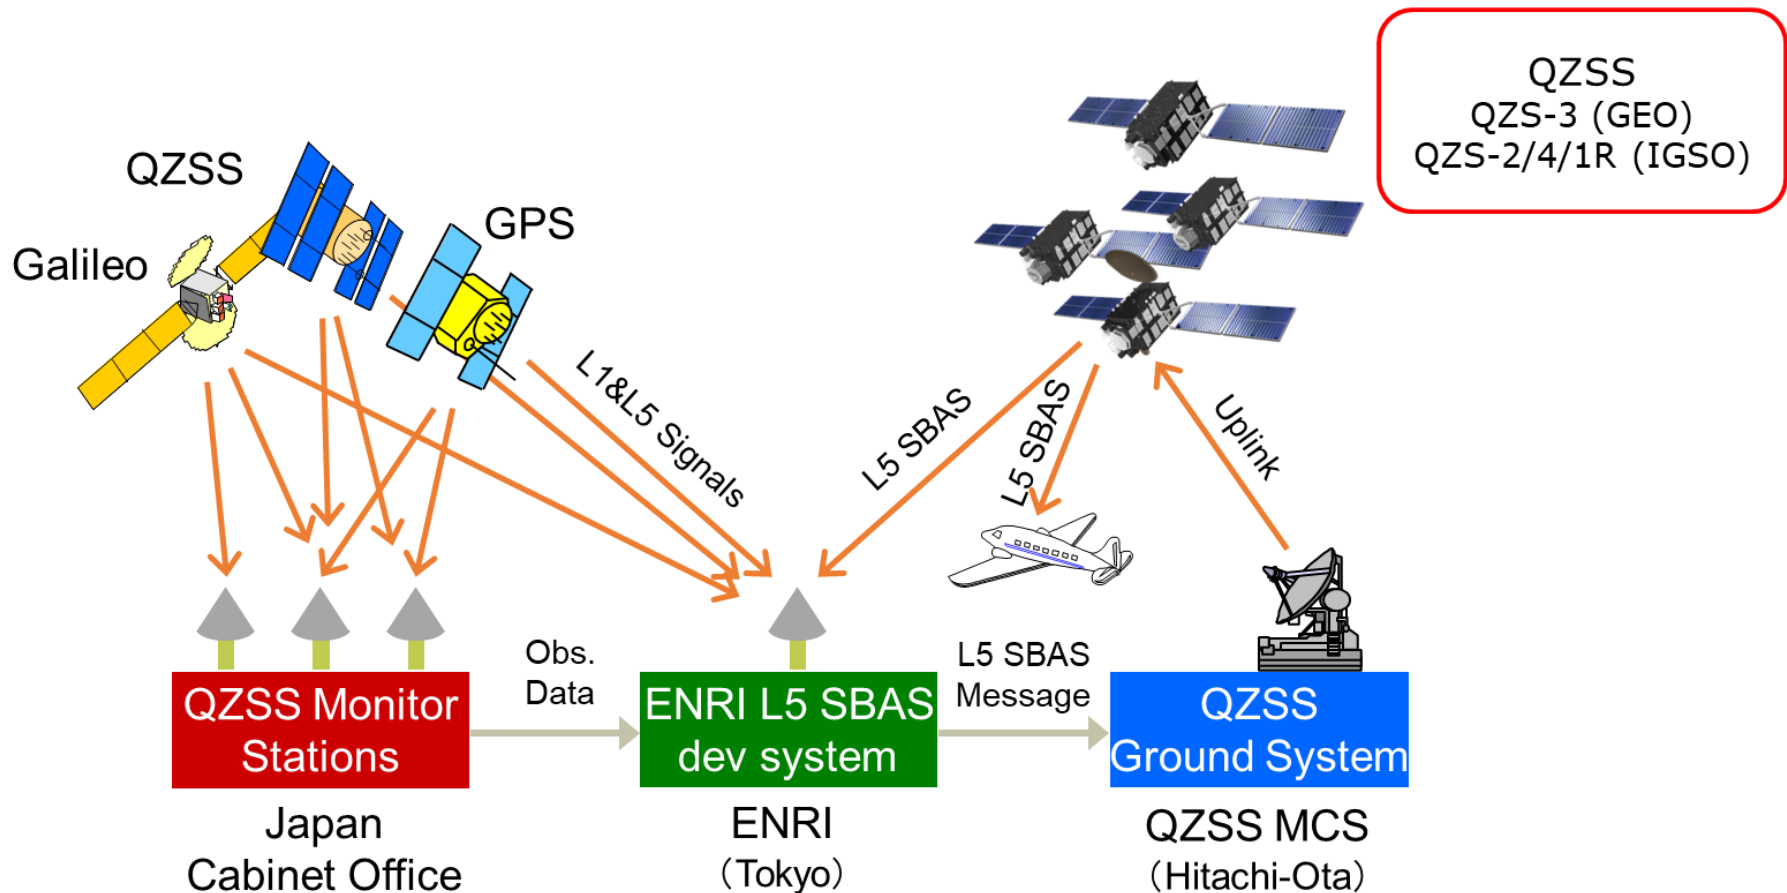 QZSS
QZS-3 (GEO)
QZS-2/4/1R (IGSO)
QZSS
GPS
Galileo
L1&L5 Signals
L5 SBAS
L5 SBAS
Uplink
Obs.
Data
L5 SBAS
Message
QZSS Monitor
Stations
ENRI L5 SBAS
dev system
QZSS
Ground System
Japan
Cabinet Office
ENRI
（Tokyo）
QZSS MCS
（Hitachi-Ota）